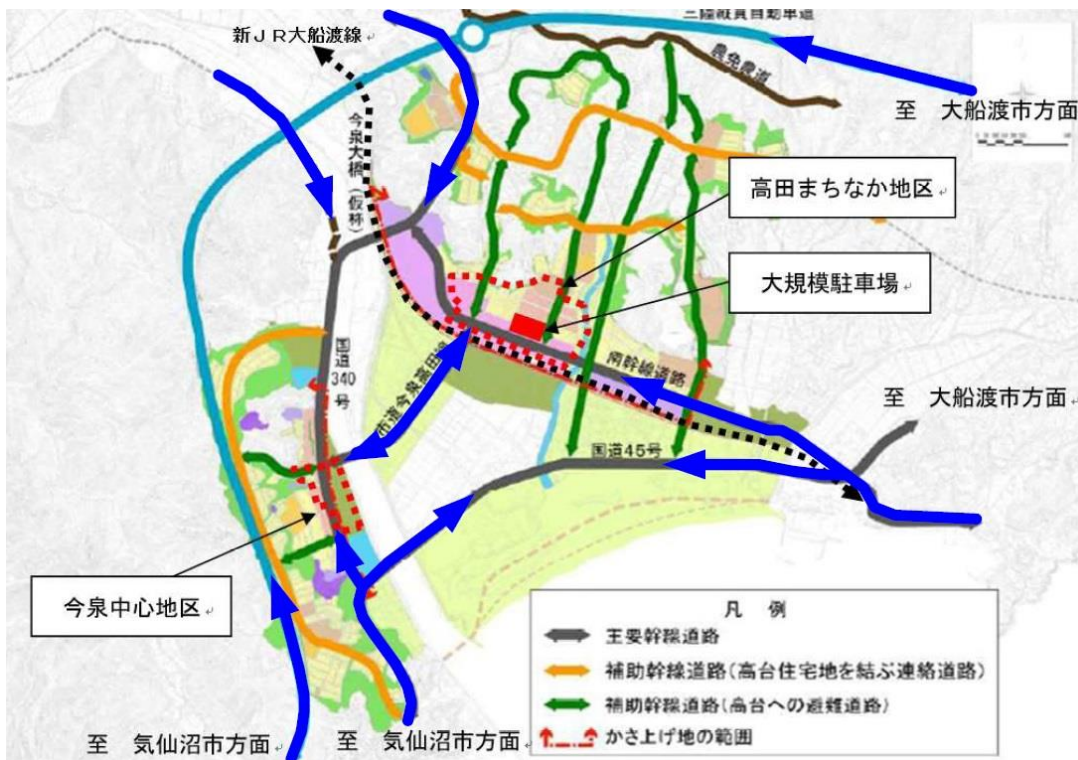 三陸縦貫自動車道
新JR大船渡線
農免農道
至 大船渡市方面
今泉大橋(仮称)
高田まちなか地区
大規模駐車場
国道340号
市道今泉高田線
南幹線道路
至 大船渡市方面
国道45号
今泉中心地区
凡 例
主要幹線道路
補助幹線道路(高台住宅地を結ぶ連絡道路)
補助幹線道路(高台への避難道路)
かさ上げ地の範囲
至 気仙沼市方面
至 気仙沼市方面